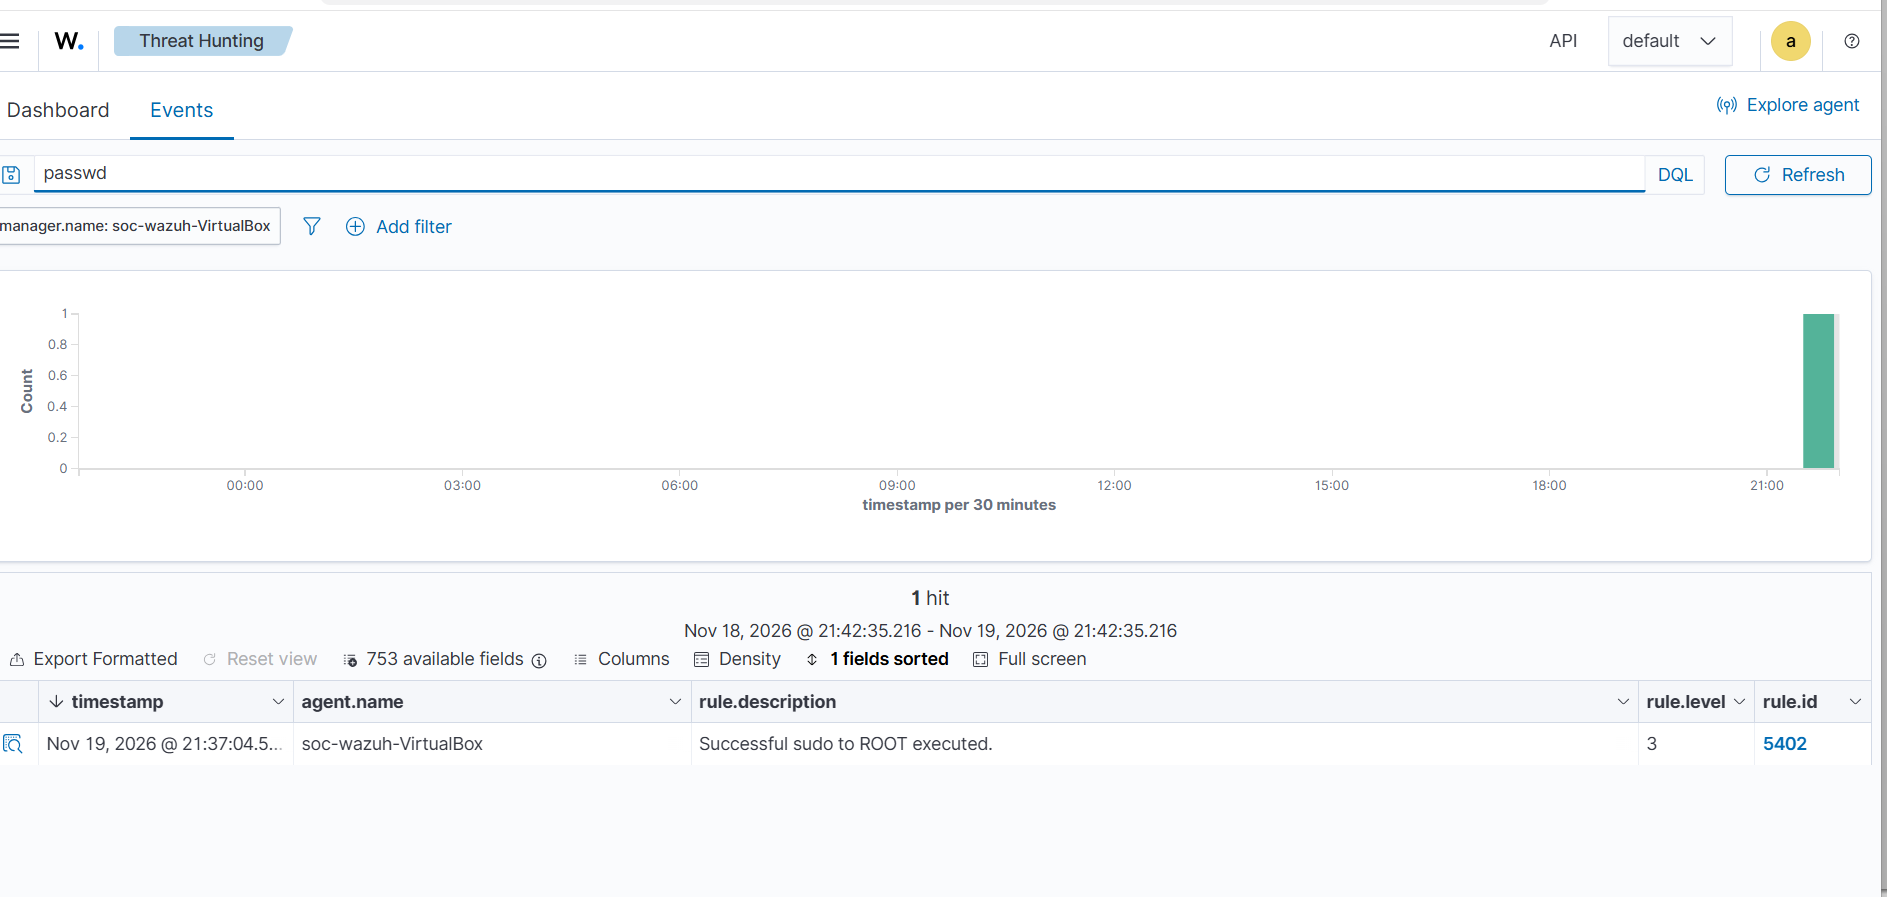 W. Threat Hunting API default a
Dashboard Events Explore agent
passwd DQL Refresh
manager.name: soc-wazuh-VirtualBox Add filter
1
0.8
0.6
0.4
0.2
0
Count
00:00 03:00 06:00 09:00 12:00 15:00 18:00 21:00
timestamp per 30 minutes
1 hit
Nov 18, 2026 @ 21:42:35.216 - Nov 19, 2026 @ 21:42:35.216
Export Formatted Reset view 753 available fields Columns Density 1 fields sorted Full screen
timestamp agent.name rule.description rule.level rule.id
Nov 19, 2026 @ 21:37:04.5... soc-wazuh-VirtualBox Successful sudo to ROOT executed. 3 5402